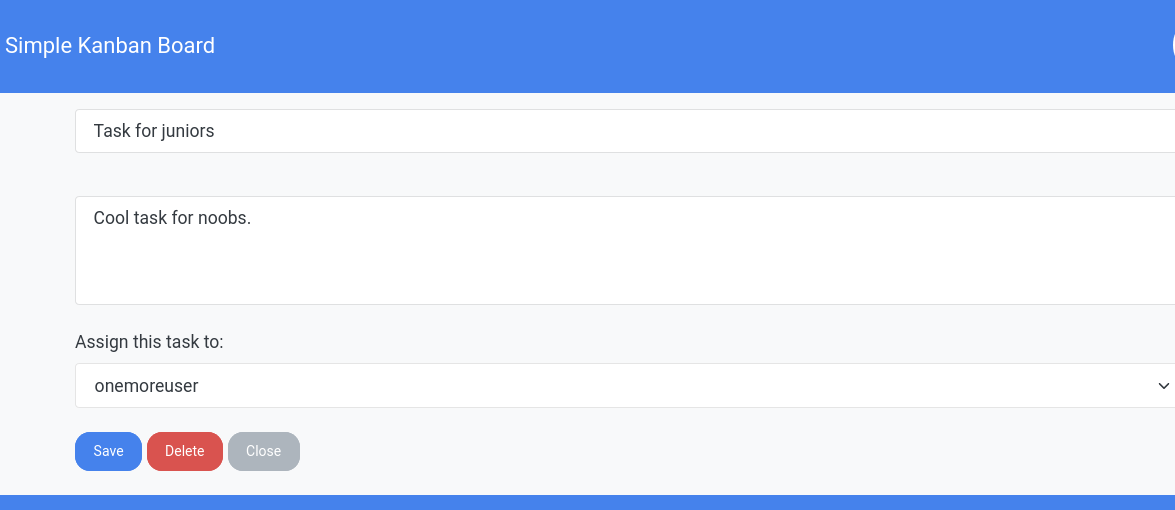 Simple Kanban Board
Task for juniors
Cool task for noobs.
Assign this task to:
onemoreuser
Save Delete Close